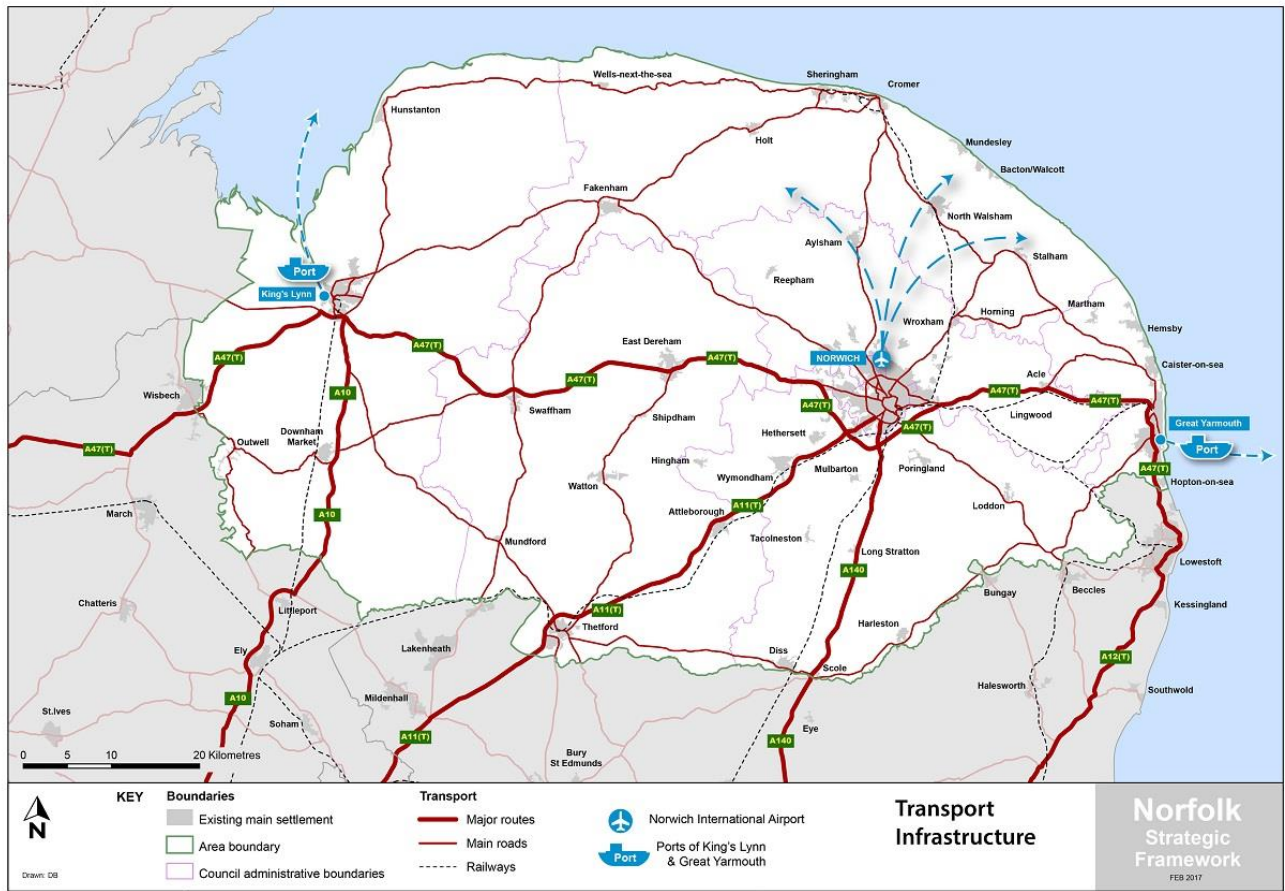 Wells-next-the-sea
Sheringham
Cromer
Hunstanton
Holt
Mundesley
Bacton/Walcott
Fakenham
North Walsham
Aylsham
Stalham
Reepham
Port
King's Lynn
Wroxham
Horning
Martham
Hemsby
East Dereham
NORWICH
Caister-on-sea
A47(T)
A47(T)
A47(T)
A47(T)
A47(T)
A47(T)
A47(T)
A47(T)
A47(T)
A47(T)
Wisbech
A10
Swaffham
Acle
Lingwood
Great Yarmouth
Port
Shipdham
Outwell
Downham
Market
Hethersett
Hingham
Wymondham
Mulbarton
Poringland
Hopton-on-sea
March
A10
Watton
Attleborough
A11(T)
Loddon
Mundford
Tacolneston
Long Stratton
A140
Lowestoft
Chatteris
Littleport
A11(T)
Thetford
Bungay
Beccles
Kessingland
Ely
Lakenheath
Harleston
Diss
Scole
A12(T)
A10
Mildenhall
Halesworth
Southwold
St.Ives
Soham
A11(T)
Eye
A140
Bury
St Edmunds
0 5 10 20 Kilometres
N
Drawn: DB
KEY
Boundaries
Existing main settlement
Area boundary
Council administrative boundaries
Transport
Major routes
Main roads
Railways
Norwich International Airport
Port
Ports of King's Lynn
& Great Yarmouth
Transport
Infrastructure
Norfolk
Strategic
Framework
FEB 2017